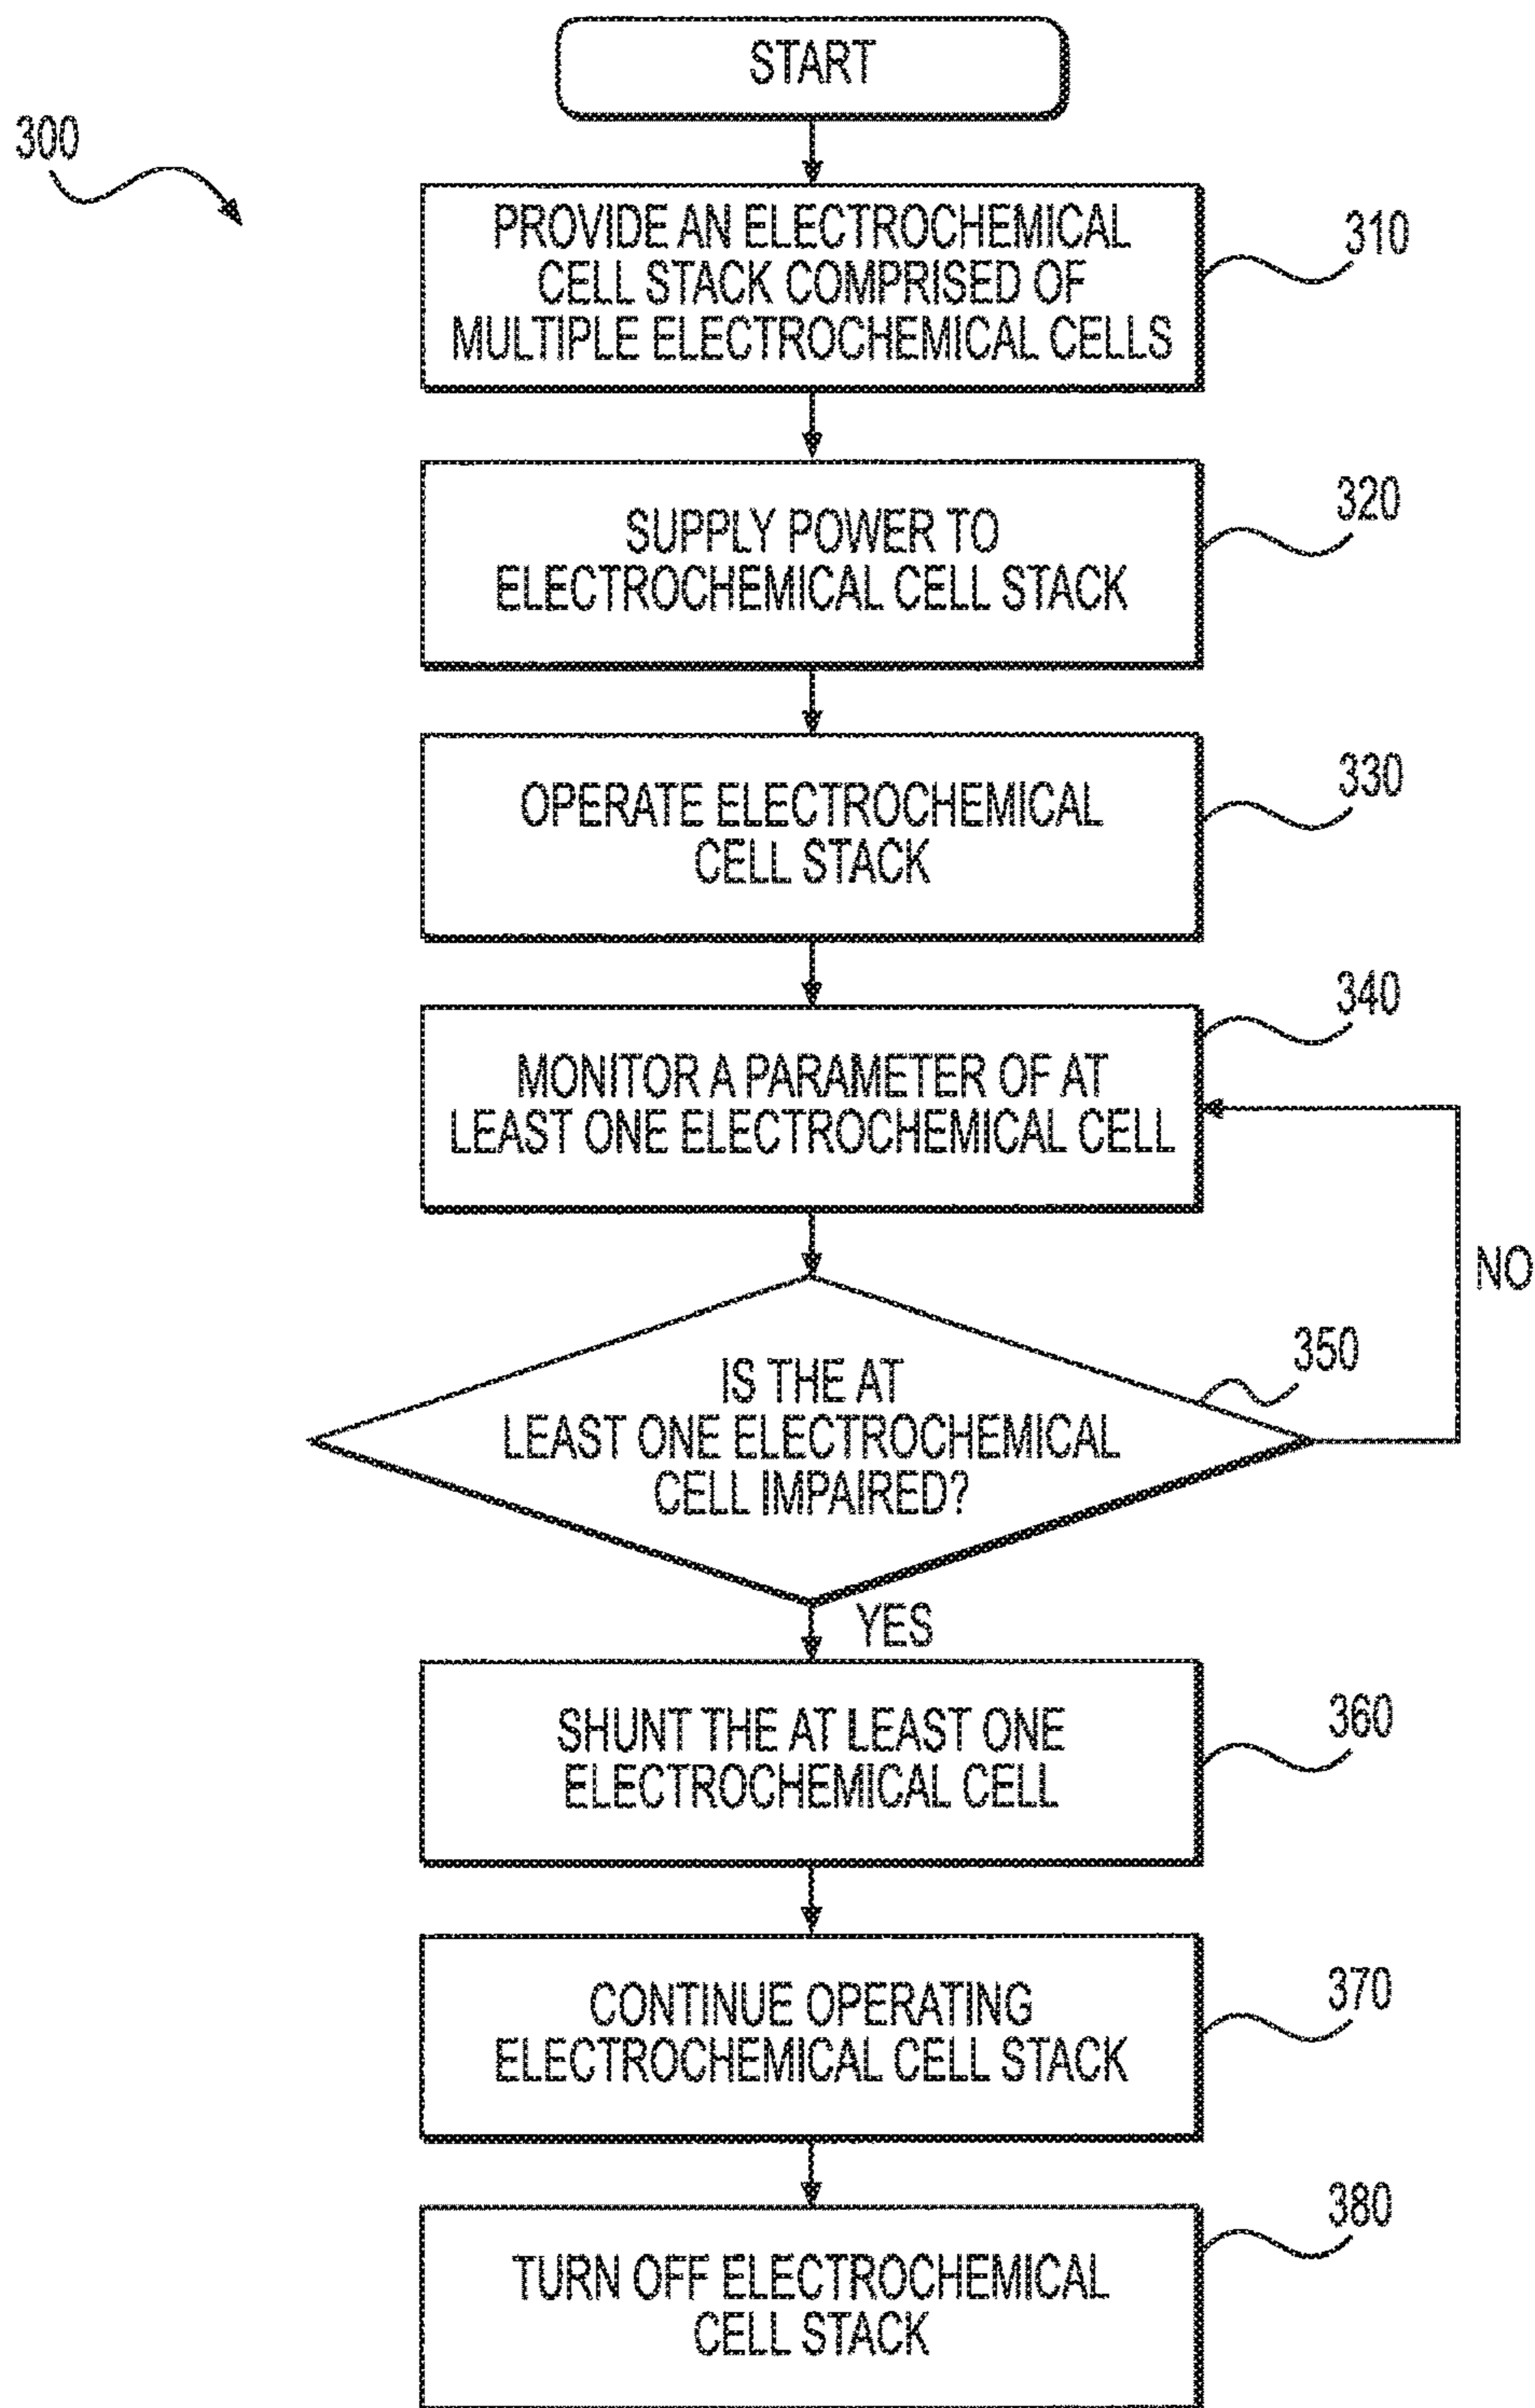 START
300
PROVIDE AN ELECTROCHEMICAL
CELL STACK COMPRISED OF
MULTIPLE ELECTROCHEMICAL CELLS
310
SUPPLY POWER TO
ELECTROCHEMICAL CELL STACK
320
OPERATE ELECTROCHEMICAL
CELL STACK
330
MONITOR A PARAMETER OF AT
LEAST ONE ELECTROCHEMICAL CELL
340
NO
IS THE AT
LEAST ONE ELECTROCHEMICAL
CELL IMPAIRED?
350
YES
SHUNT THE AT LEAST ONE
ELECTROCHEMICAL CELL
360
CONTINUE OPERATING
ELECTROCHEMICAL CELL STACK
370
TURN OFF ELECTROCHEMICAL
CELL STACK
380